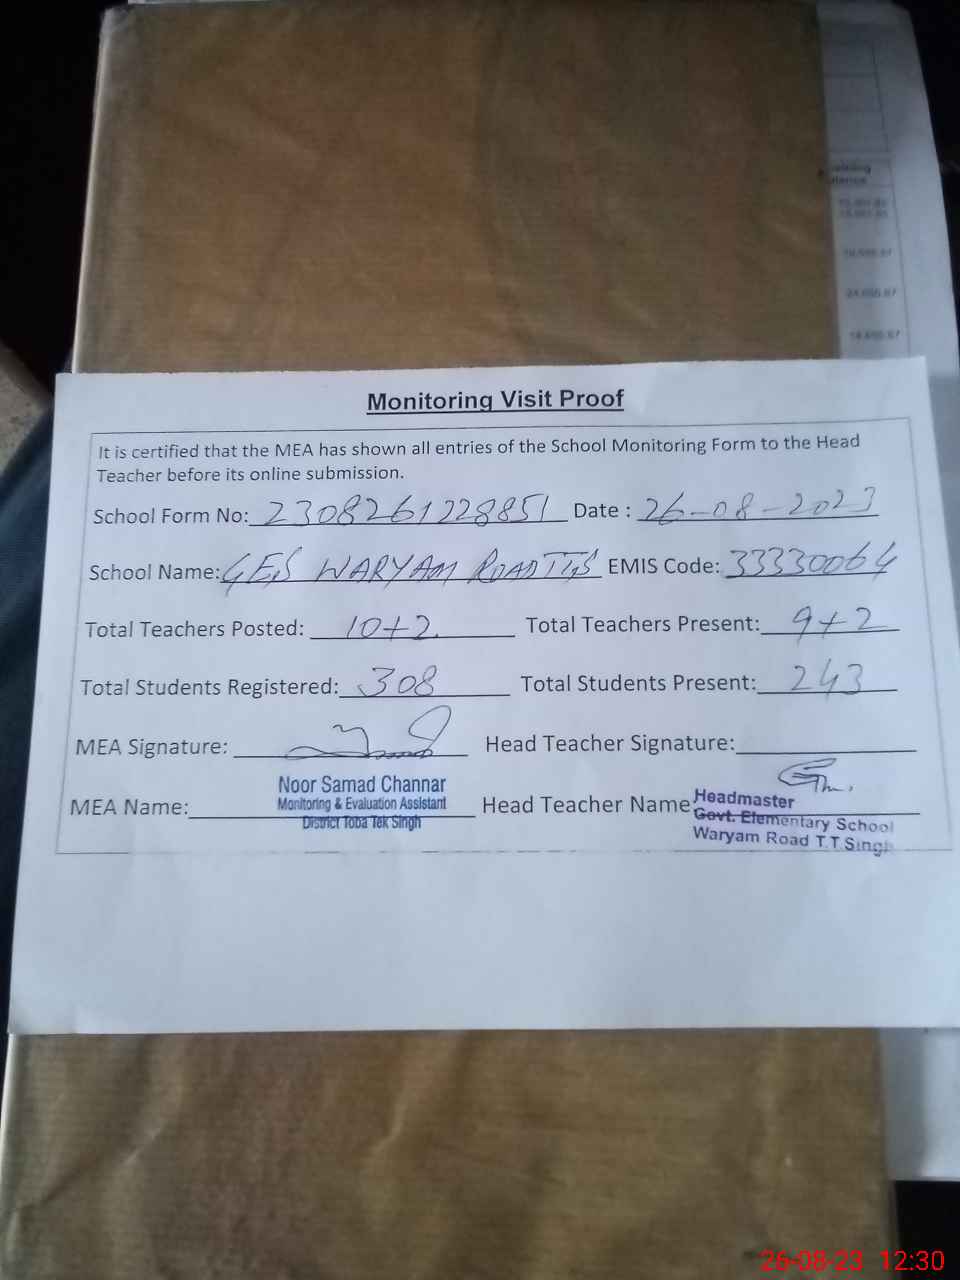 Monitoring Visit Proof
It is certified that the MEA has shown all entries of the School Monitoring Form to the Head
Teacher before its online submission.
School Form No: 2308261228851 Date : 26-08-2023
School Name: GES WARYAM ROAD TTS EMIS Code: 33330064
Total Teachers Posted: 10+2 Total Teachers Present: 9+2
Total Students Registered: 308 Total Students Present: 243
MEA Signature: Head Teacher Signature:
MEA Name: Head Teacher Name
Noor Samad Channar
Monitoring & Evaluation Assistant
District Toba Tek Singh
Headmaster
Govt. Elementary School
Waryam Road T.T.Singh
26-08-23 12:30